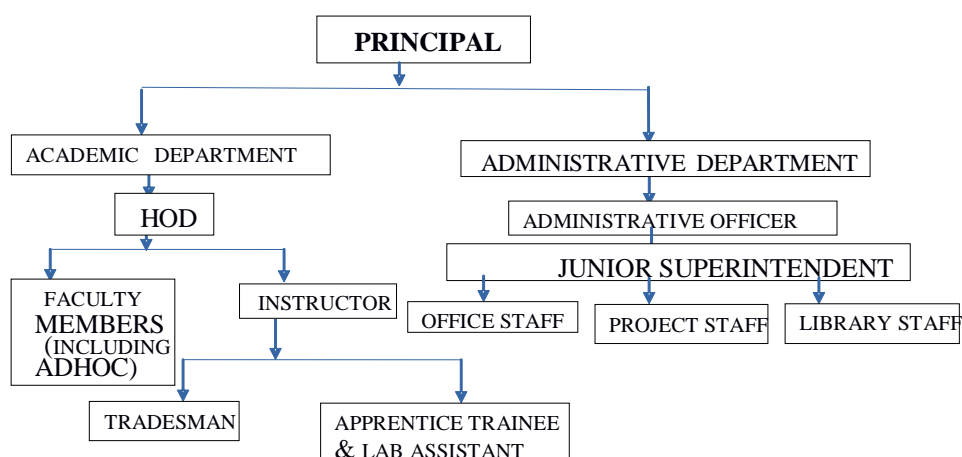 PRINCIPAL
ACADEMIC DEPARTMENT
ADMINISTRATIVE DEPARTMENT
HOD
ADMINISTRATIVE OFFICER
JUNIOR SUPERINTENDENT
FACULTY
MEMBERS
(INCLUDING
ADHOC)
INSTRUCTOR
OFFICE STAFF
PROJECT STAFF
LIBRARY STAFF
TRADESMAN
APPRENTICE TRAINEE
& LAB ASSISTANT